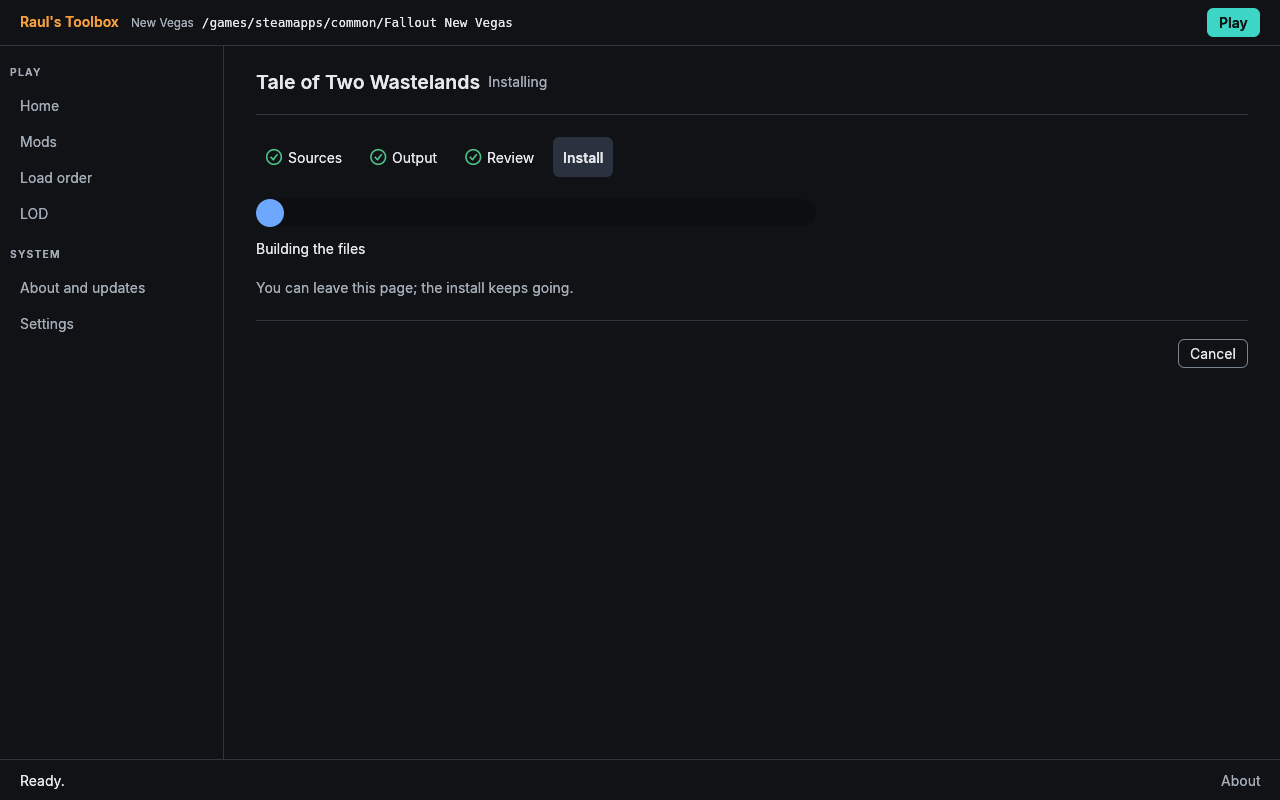 Raul's Toolbox New Vegas /games/steamapps/common/Fallout New Vegas Play
PLAY
Home
Mods
Load order
LOD
SYSTEM
About and updates
Settings
Tale of Two Wastelands Installing
Sources Output Review Install
Building the files
You can leave this page; the install keeps going.
Cancel
Ready. About